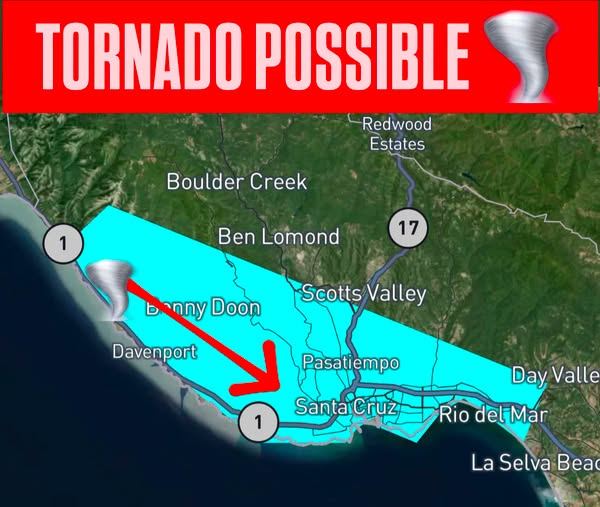 TORNADO POSSIBLE
Redwood
Estates
Boulder Creek
17
1
Ben Lomond
Scotts Valley
Bonny Doon
Davenport
Pasatiempo
Day Valle
Santa Cruz
Rio del Mar
1
La Selva Beac